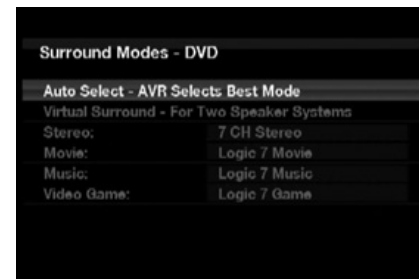 Surround Modes - DVD
Auto Select - AVR Selects Best Mode
Virtual Surround - For Two Speaker Systems
Stereo: 7 CH Stereo
Movie: Logic 7 Movie
Music: Logic 7 Music
Video Game: Logic 7 Game